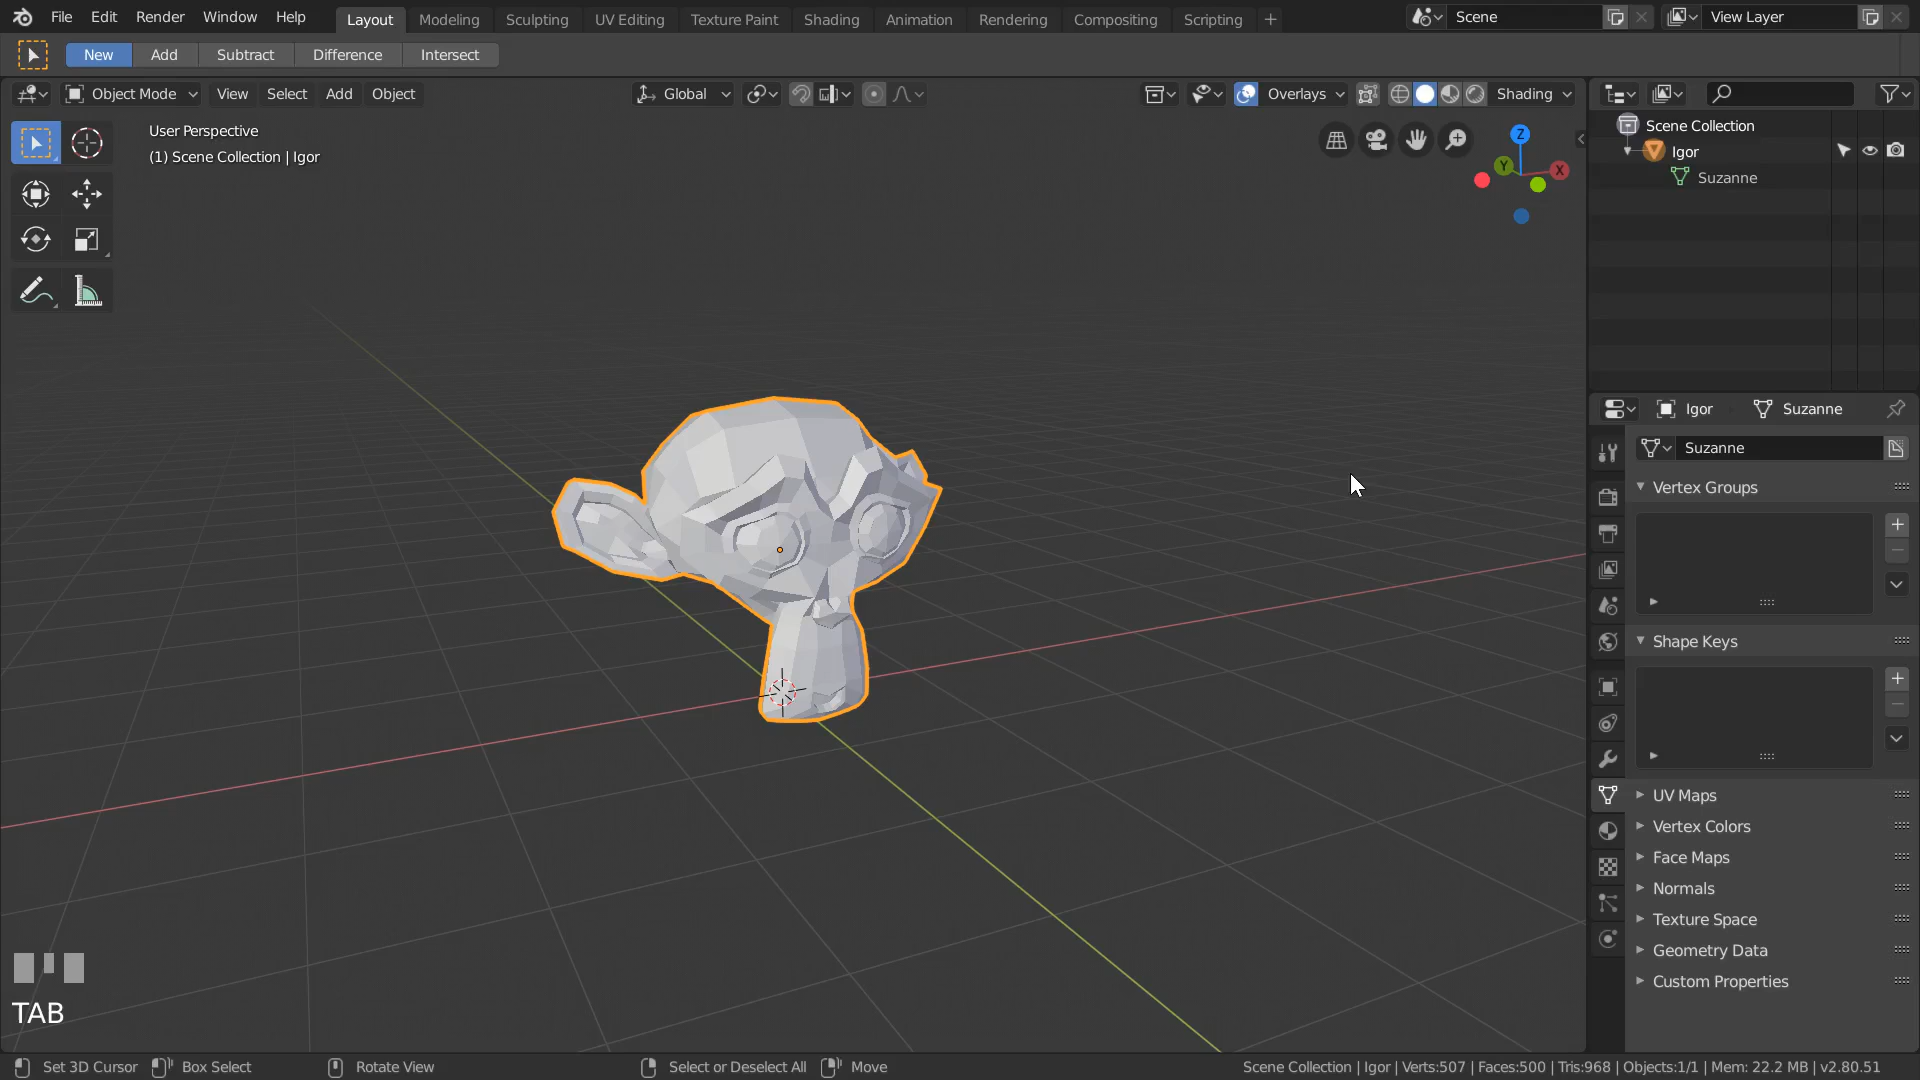 File Edit Render Window Help Layout Modeling Sculpting UV Editing Texture Paint Shading Animation Rendering Compositing Scripting + Scene View Layer
New Add Subtract Difference Intersect
Object Mode View Select Add Object Global Overlays Shading
User Perspective
(1) Scene Collection | Igor
Z
Y
X
Scene Collection
Igor
Suzanne
Igor Suzanne
Suzanne
Vertex Groups
Shape Keys
UV Maps
Vertex Colors
Face Maps
Normals
Texture Space
Geometry Data
Custom Properties
TAB
Set 3D Cursor Box Select Rotate View Select or Deselect All Move Scene Collection | Igor | Verts:507 | Faces:500 | Tris:968 | Objects:1/1 | Mem: 22.2 MB | v2.80.51